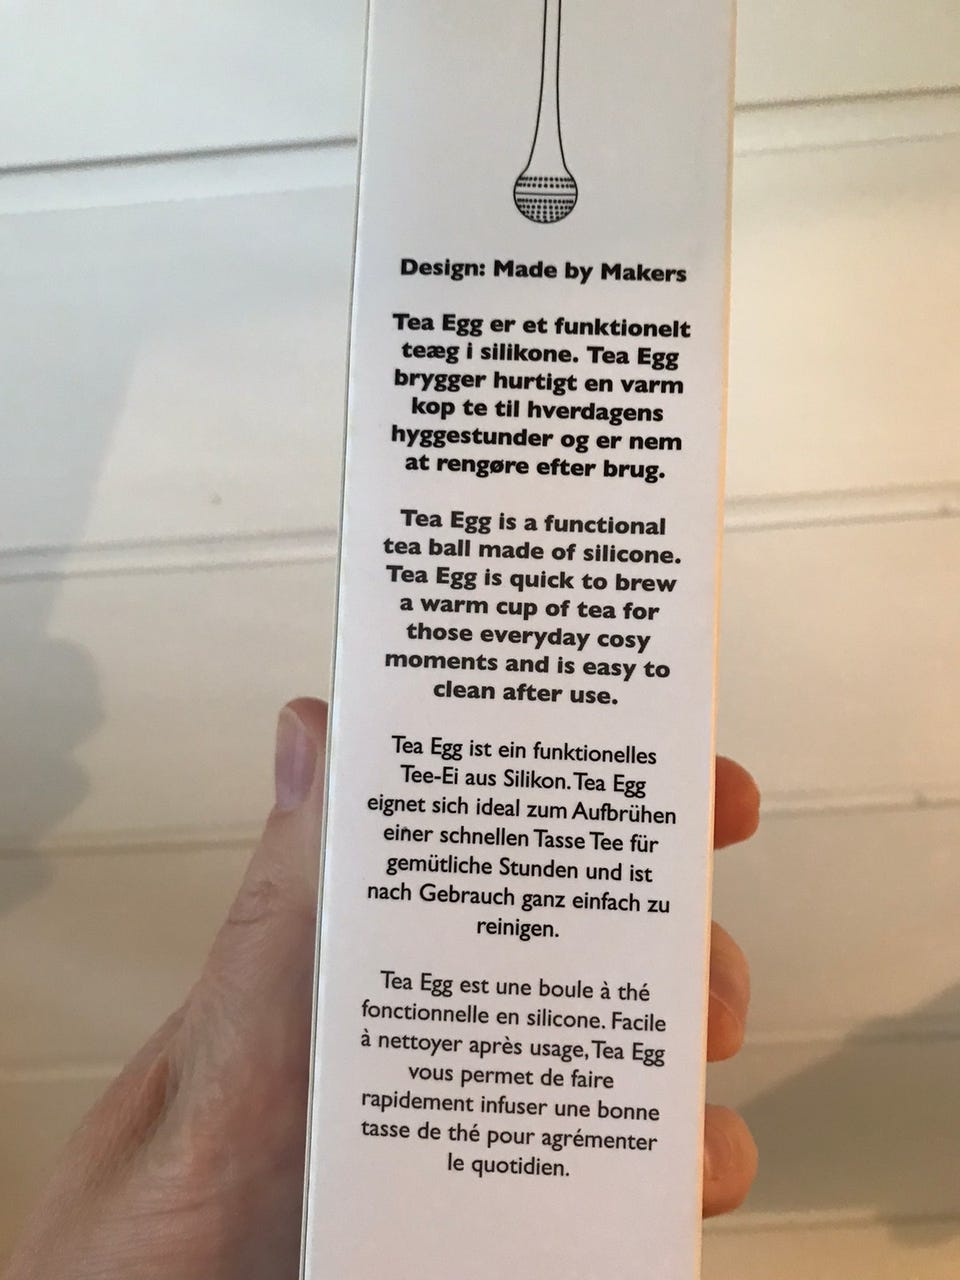 Design: Made by Makers
Tea Egg er et funktionelt
teæg i silikone. Tea Egg
brygger hurtigt en varm
kop te til hverdagens
hyggestunder og er nem
at rengøre efter brug.
Tea Egg is a functional
tea ball made of silicone.
Tea Egg is quick to brew
a warm cup of tea for
those everyday cosy
moments and is easy to
clean after use.
Tea Egg ist ein funktionelles
Tee-Ei aus Silikon. Tea Egg
eignet sich ideal zum Aufbrühen
einer schnellen Tasse Tee für
gemütliche Stunden und ist
nach Gebrauch ganz einfach zu
reinigen.
Tea Egg est une boule à thé
fonctionnelle en silicone. Facile
à nettoyer après usage, Tea Egg
vous permet de faire
rapidement infuser une bonne
tasse de thé pour agrémenter
le quotidien.